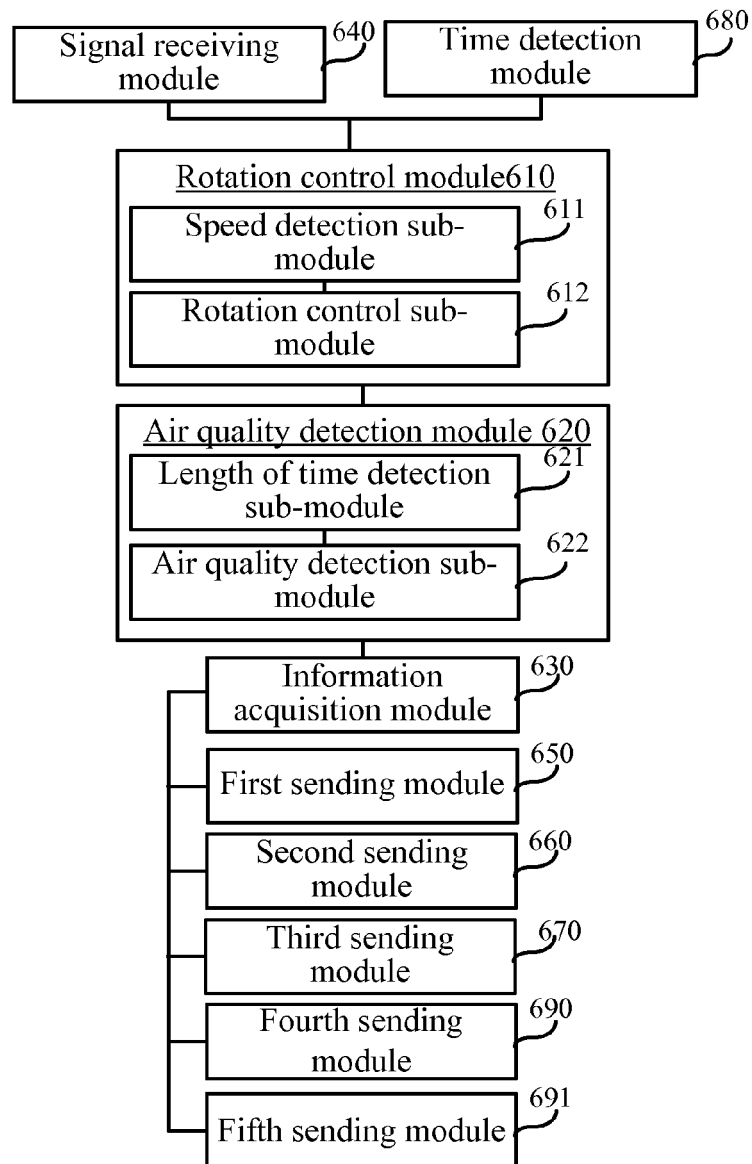 Signal receiving
module
640
Time detection
module
680
Rotation control module610
Speed detection sub-
module
611
Rotation control sub-
module
612
Air quality detection module 620
Length of time detection
sub-module
621
Air quality detection sub-
module
622
Information
acquisition module
630
First sending module
650
Second sending
module
660
Third sending
module
670
Fourth sending
module
690
Fifth sending module
691